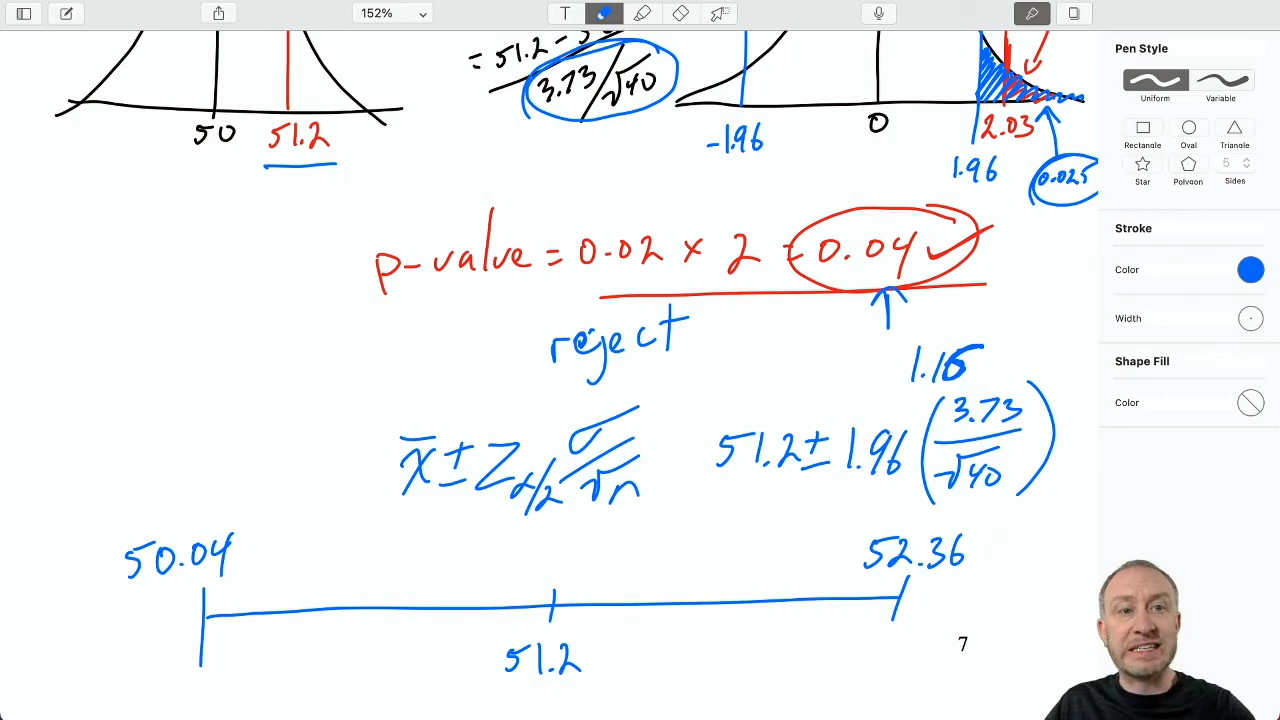 152%
T
= 51.2 - 50
3.73/√40
50
51.2
-1.96
0
2.03
1.96
0.025
p-value = 0.02 x 2 = 0.04 ✓
reject
1.16
x̄ ± Zα/2 σ/√n
51.2 ± 1.96 (3.73/√40)
50.04
52.36
51.2
7
Pen Style
Uniform
Variable
Rectangle
Oval
Triangle
5
Star
Polygon
Sides
Stroke
Color
Width
Shape Fill
Color